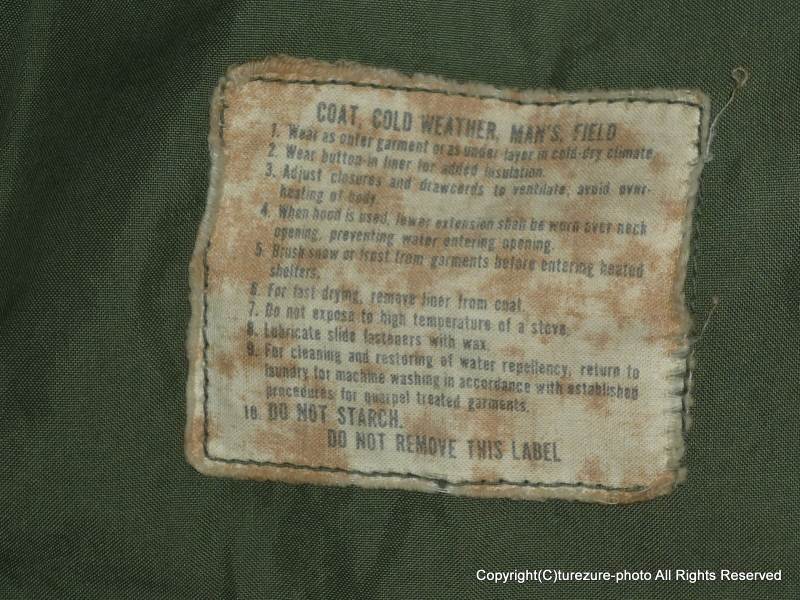 COAT, COLD WEATHER, MAN'S, FIELD
1. Wear as outer garment or as under layer in cold-dry climate.
2. Wear button-in liner for added insulation.
3. Adjust closures and drawcords to ventilate, avoid over-
heating of body.
4. When hood is used, lower extension shall be worn over neck
opening, preventing water entering opening.
5. Brush snow or frost from garments before entering heated
shelters.
6. For fast drying, remove liner from coat.
7. Do not expose to high temperature of a stove.
8. Lubricate slide fasteners with wax.
9. For cleaning and restoring of water repellency, return to
laundry for machine washing in accordance with established
procedures for quarpel treated garments.
10. DO NOT STARCH.
DO NOT REMOVE THIS LABEL
Copyright(C)turezure-photo All Rights Reserved